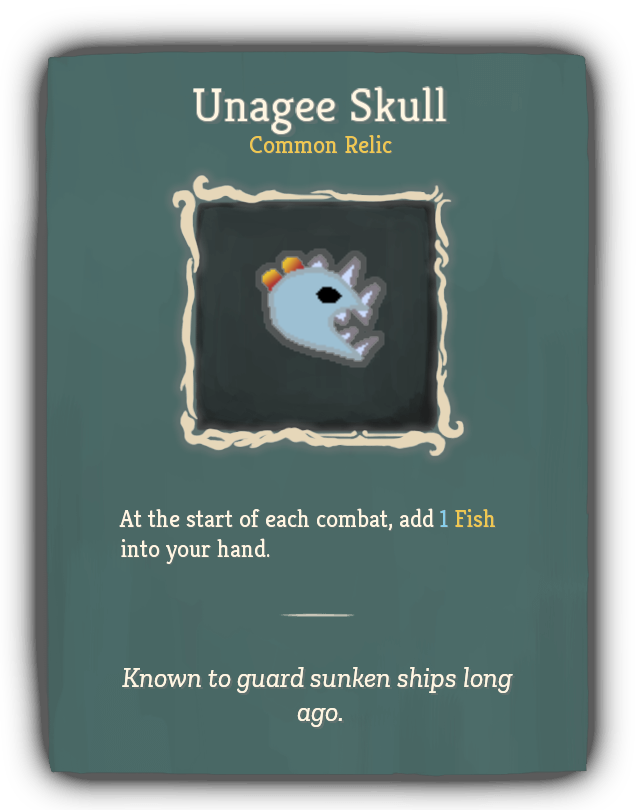 Unagee Skull
Common Relic
At the start of each combat, add 1 Fish
into your hand.
Known to guard sunken ships long
ago.